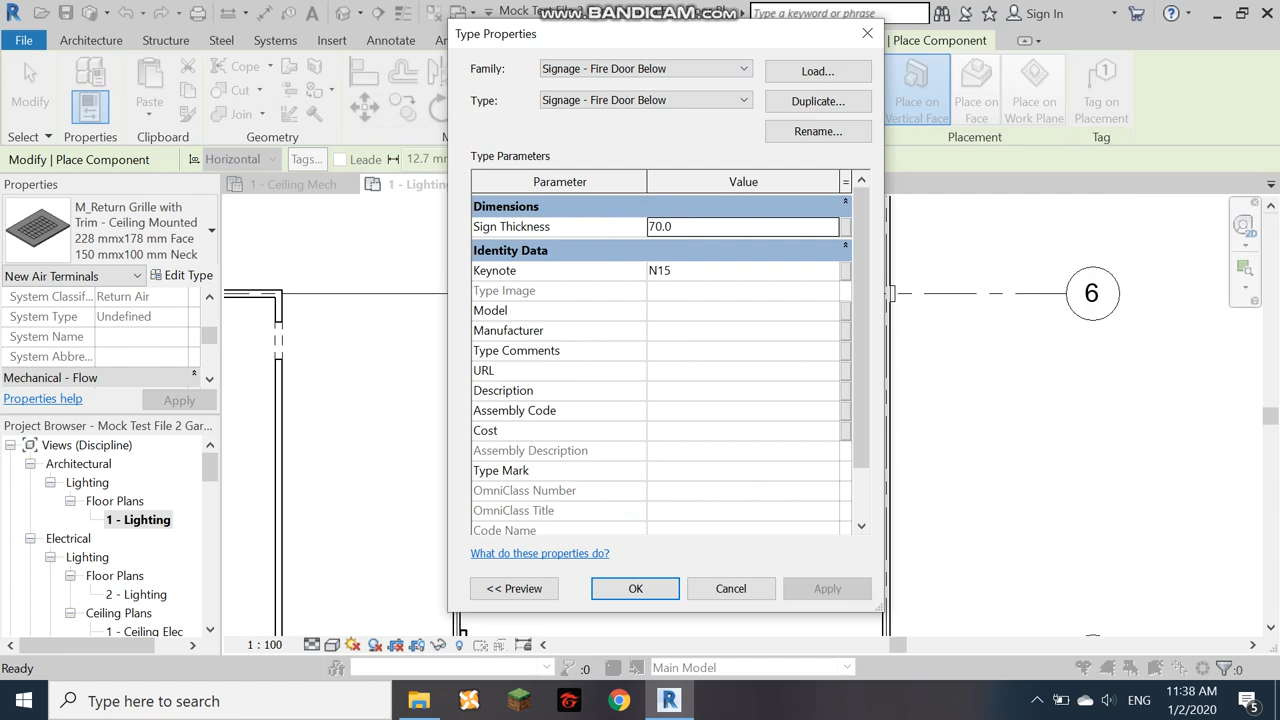 www.BANDICAM.com
Mock Test File 2
Type a keyword or phrase
Sign In
File
Architecture
Steel
Systems
Insert
Annotate
Place Component
Type Properties
Family:
Signage - Fire Door Below
Load...
Type:
Signage - Fire Door Below
Duplicate...
Rename...
Modify
Paste
Cope
Cut
Join
Place on Vertical Face
Place on Face
Place on Work Plane
Tag on Placement
Select
Properties
Clipboard
Geometry
Placement
Tag
Modify | Place Component
Horizontal
Tags...
Leade
12.7 m
Type Parameters
Parameter
Value
=
Dimensions
Sign Thickness
70.0
Identity Data
Keynote
N15
Type Image
Model
Manufacturer
Type Comments
URL
Description
Assembly Code
Cost
Assembly Description
Type Mark
OmniClass Number
OmniClass Title
Code Name
What do these properties do?
<< Preview
OK
Cancel
Apply
Properties
1 - Ceiling Mech
1 - Lighting
M_Return Grille with
Trim - Ceiling Mounted
228 mmx178 mm Face
150 mmx100 mm Neck
New Air Terminals
Edit Type
System Classif...
Return Air
System Type
Undefined
System Name
System Abbre...
Mechanical - Flow
Properties help
Apply
Project Browser - Mock Test File 2 Gar...
Views (Discipline)
Architectural
Lighting
Floor Plans
1 - Lighting
Electrical
Lighting
Floor Plans
2 - Lighting
Ceiling Plans
1 - Ceiling Elec
6
2D
1 : 100
Ready
:0
Main Model
:0
Type here to search
ENG
11:38 AM
1/2/2020
5